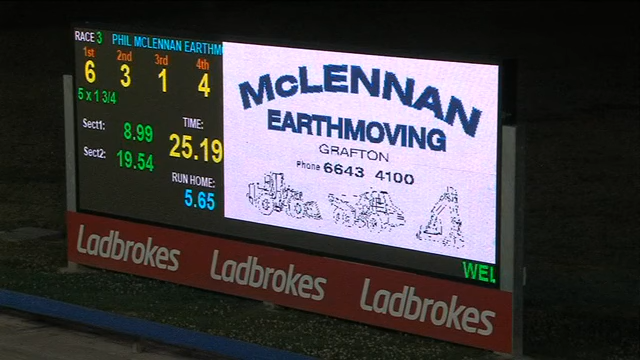 RACE 3 PHIL MCLENNAN EARTHM
1st 2nd 3rd 4th
6 3 1 4
5 x 1 3/4
Sect1: 8.99
Sect2: 19.54
TIME:
25.19
RUN HOME:
5.65
McLENNAN
EARTHMOVING
GRAFTON
Phone 6643 4100
WEL
Ladbrokes Ladbrokes Ladbrokes